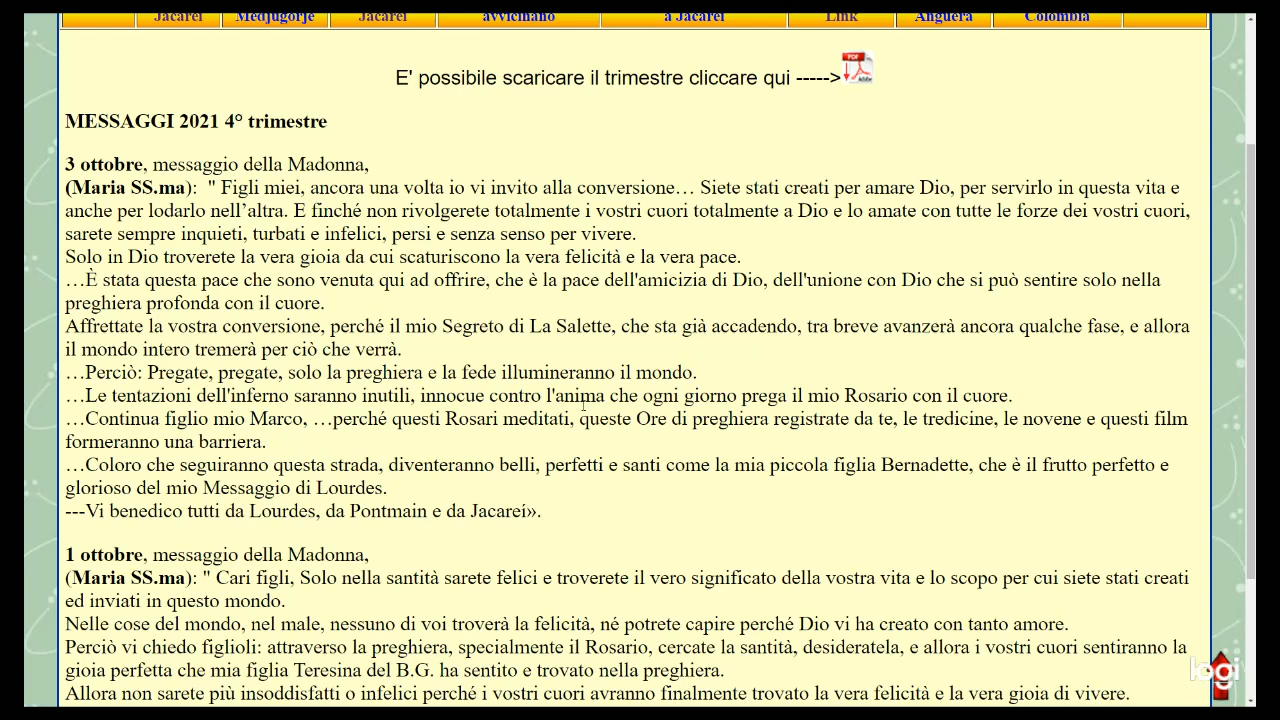 Jacarei Medjugorje Jacarei avvicinano a Jacarei Link Anguera Colombia
E' possibile scaricare il trimestre cliccare qui ----->
PDF
Adobe
MESSAGGI 2021 4° trimestre
3 ottobre, messaggio della Madonna,
(Maria SS.ma):  " Figli miei, ancora una volta io vi invito alla conversione… Siete stati creati per amare Dio, per servirlo in questa vita e
anche per lodarlo nell’altra. E finché non rivolgerete totalmente i vostri cuori totalmente a Dio e lo amate con tutte le forze dei vostri cuori,
sarete sempre inquieti, turbati e infelici, persi e senza senso per vivere.
Solo in Dio troverete la vera gioia da cui scaturiscono la vera felicità e la vera pace.
…È stata questa pace che sono venuta qui ad offrire, che è la pace dell'amicizia di Dio, dell'unione con Dio che si può sentire solo nella
preghiera profonda con il cuore.
Affrettate la vostra conversione, perché il mio Segreto di La Salette, che sta già accadendo, tra breve avanzerà ancora qualche fase, e allora
il mondo intero tremerà per ciò che verrà.
…Perciò: Pregate, pregate, solo la preghiera e la fede illumineranno il mondo.
…Le tentazioni dell'inferno saranno inutili, innocue contro l'anima che ogni giorno prega il mio Rosario con il cuore.
…Continua figlio mio Marco, …perché questi Rosari meditati, queste Ore di preghiera registrate da te, le tredicine, le novene e questi film
formeranno una barriera.
…Coloro che seguiranno questa strada, diventeranno belli, perfetti e santi come la mia piccola figlia Bernadette, che è il frutto perfetto e
glorioso del mio Messaggio di Lourdes.
---Vi benedico tutti da Lourdes, da Pontmain e da Jacareí».
1 ottobre, messaggio della Madonna,
(Maria SS.ma): " Cari figli, Solo nella santità sarete felici e troverete il vero significato della vostra vita e lo scopo per cui siete stati creati
ed inviati in questo mondo.
Nelle cose del mondo, nel male, nessuno di voi troverà la felicità, né potrete capire perché Dio vi ha creato con tanto amore.
Perciò vi chiedo figlioli: attraverso la preghiera, specialmente il Rosario, cercate la santità, desideratela, e allora i vostri cuori sentiranno la
gioia perfetta che mia figlia Teresina del B.G. ha sentito e trovato nella preghiera.
Allora non sarete più insoddisfatti o infelici perché i vostri cuori avranno finalmente trovato la vera felicità e la vera gioia di vivere.
logi